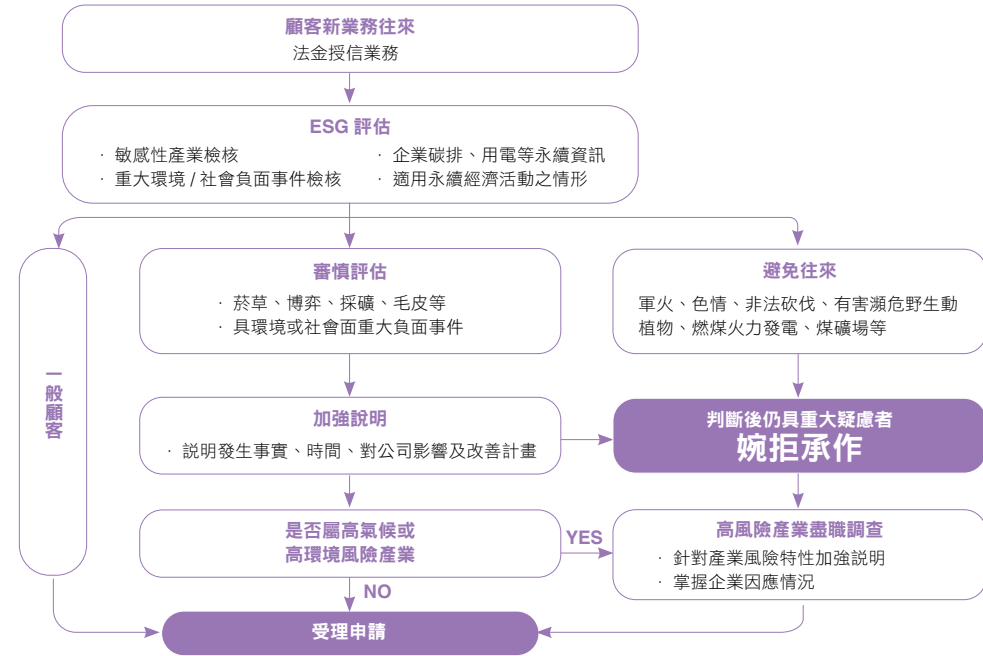 顧客新業務往來
法金授信業務
ESG 評估
· 敏感性產業檢核
· 重大環境 / 社會負面事件檢核
· 企業碳排、用電等永續資訊
· 適用永續經濟活動之情形
一般顧客
審慎評估
· 菸草、博弈、採礦、毛皮等
· 具環境或社會面重大負面事件
避免往來
軍火、色情、非法砍伐、有害瀕危野生動
植物、燃煤火力發電、煤礦場等
加強說明
· 說明發生事實、時間、對公司影響及改善計畫
判斷後仍具重大疑慮者
婉拒承作
是否屬高氣候或
高環境風險產業
YES
高風險產業盡職調查
· 針對產業風險特性加強說明
· 掌握企業因應情況
NO
受理申請